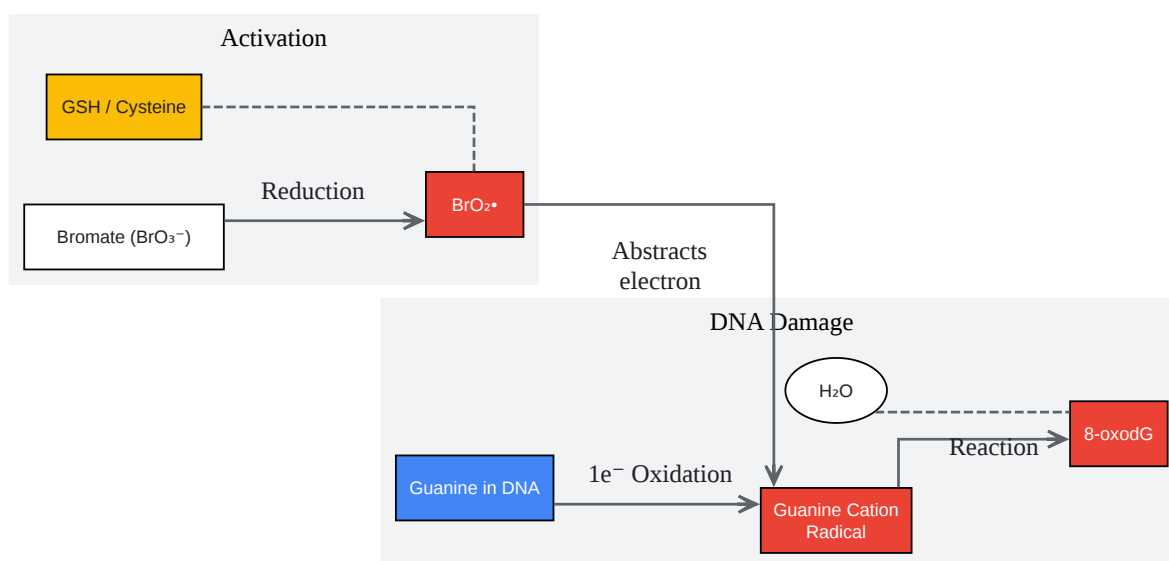 Activation
GSH / Cysteine
Reduction
BrO₂•
Bromate (BrO₃⁻)
Abstracts
electron
DNA Damage
H₂O
8-oxodG
Reaction
Guanine in DNA
1e⁻ Oxidation
Guanine Cation
Radical